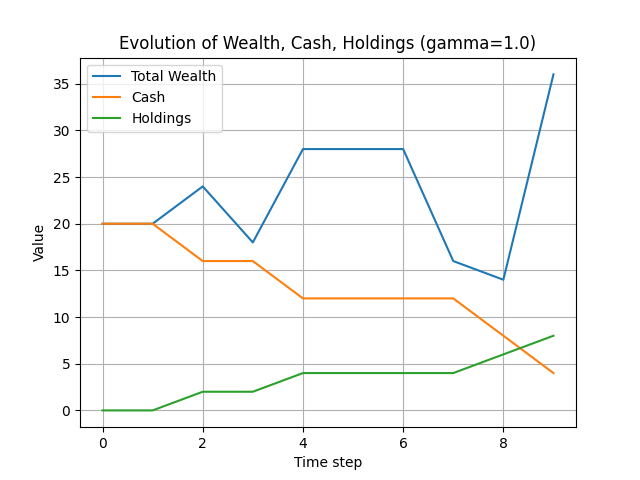 Evolution of Wealth, Cash, Holdings (gamma=1.0)
Total Wealth
Cash
Holdings
Value
35
30
25
20
15
10
5
0
0 2 4 6 8
Time step